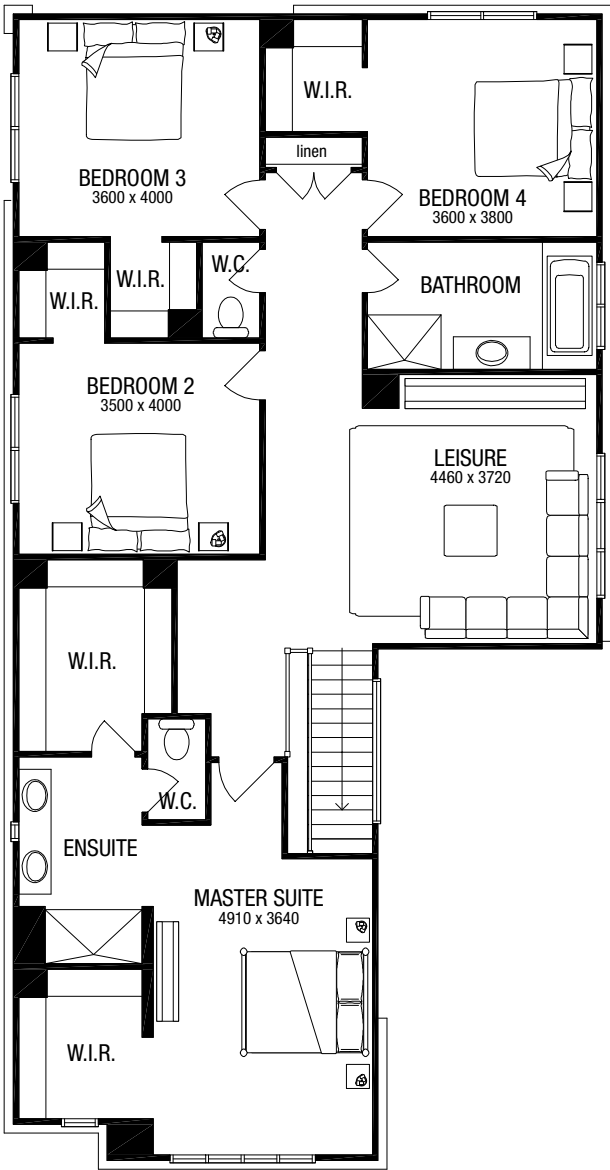 W.I.R.
linen
BEDROOM 3
3600 x 4000
BEDROOM 4
3600 x 3800
W.C.
W.I.R.
W.I.R.
BATHROOM
BEDROOM 2
3500 x 4000
LEISURE
4460 x 3720
W.I.R.
W.C.
ENSUITE
MASTER SUITE
4910 x 3640
W.I.R.